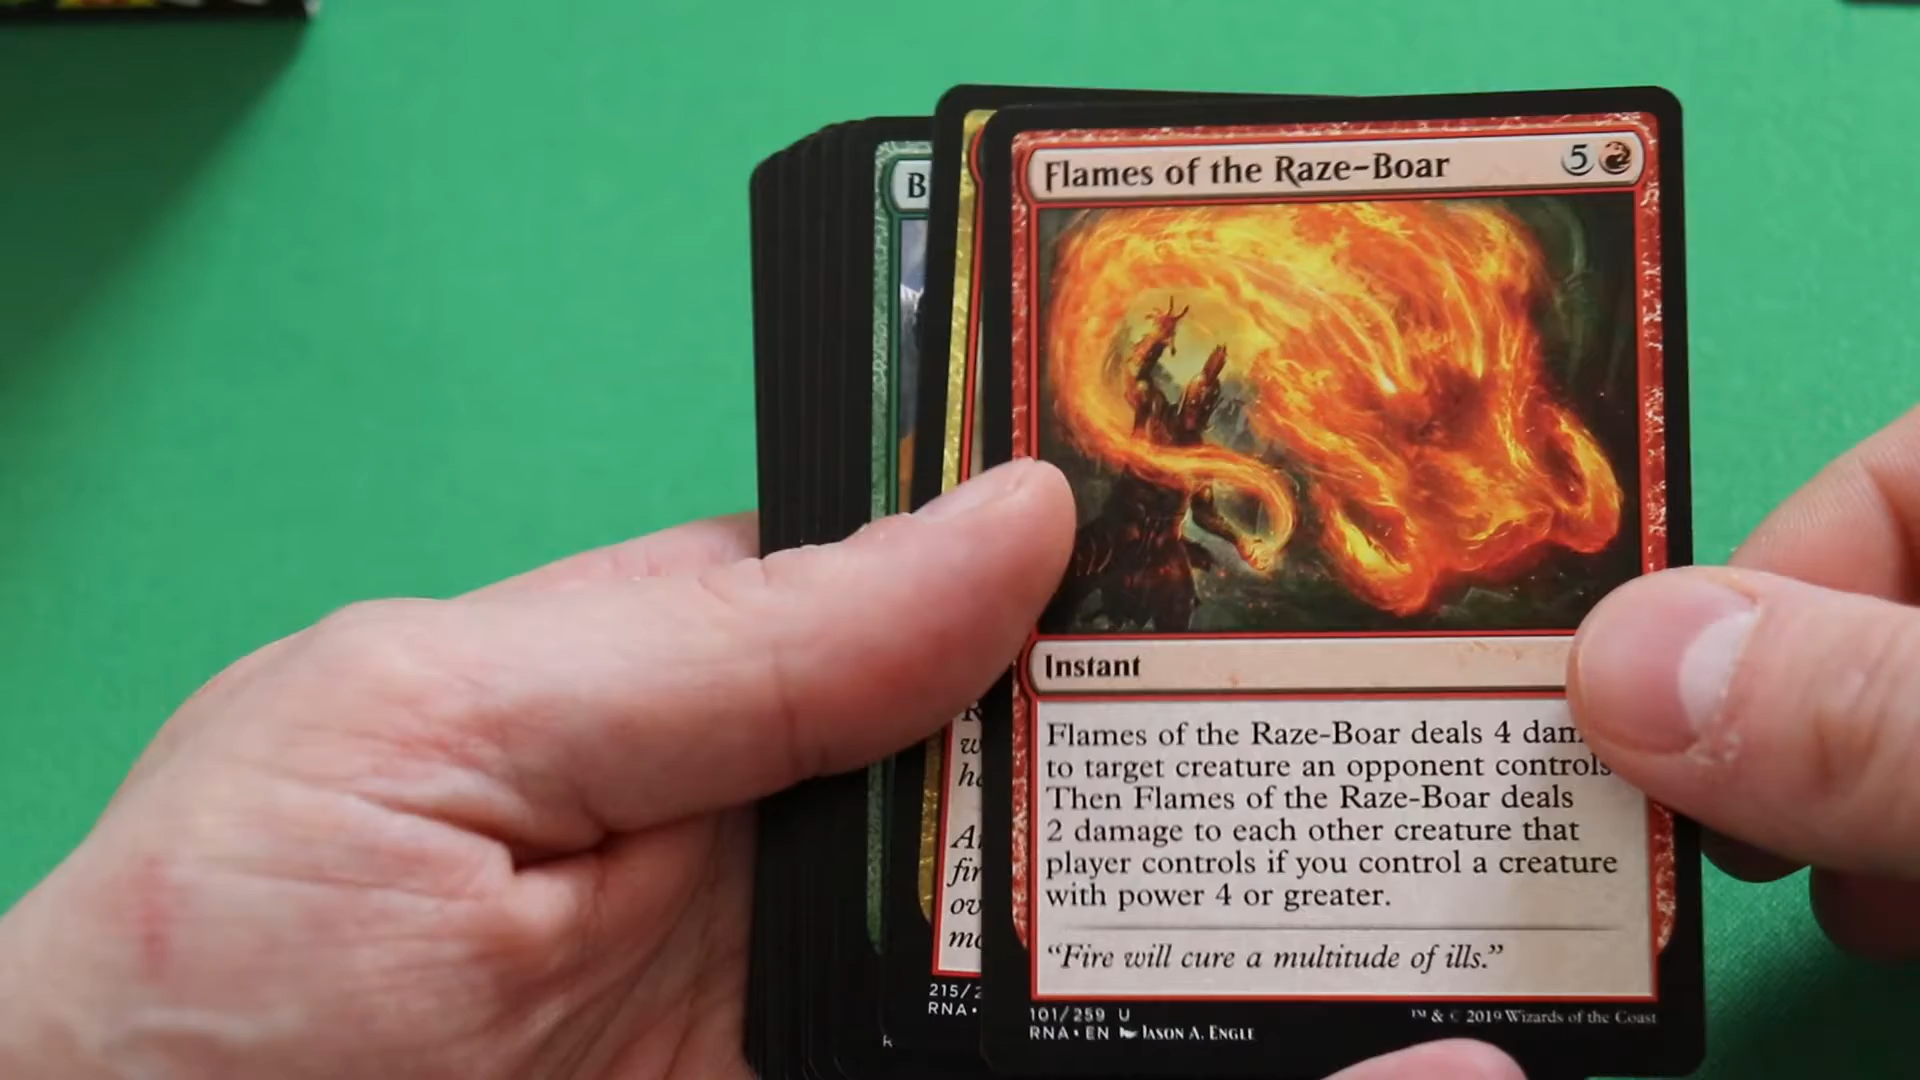 B
Flames of the Raze-Boar 5
Instant
Flames of the Raze-Boar deals 4 dam
to target creature an opponent controls
Then Flames of the Raze-Boar deals
2 damage to each other creature that
player controls if you control a creature
with power 4 or greater.
"Fire will cure a multitude of ills."
101/259 U
RNA • EN JASON A. ENGLE
™ & © 2019 Wizards of the Coast
215/2
RNA •